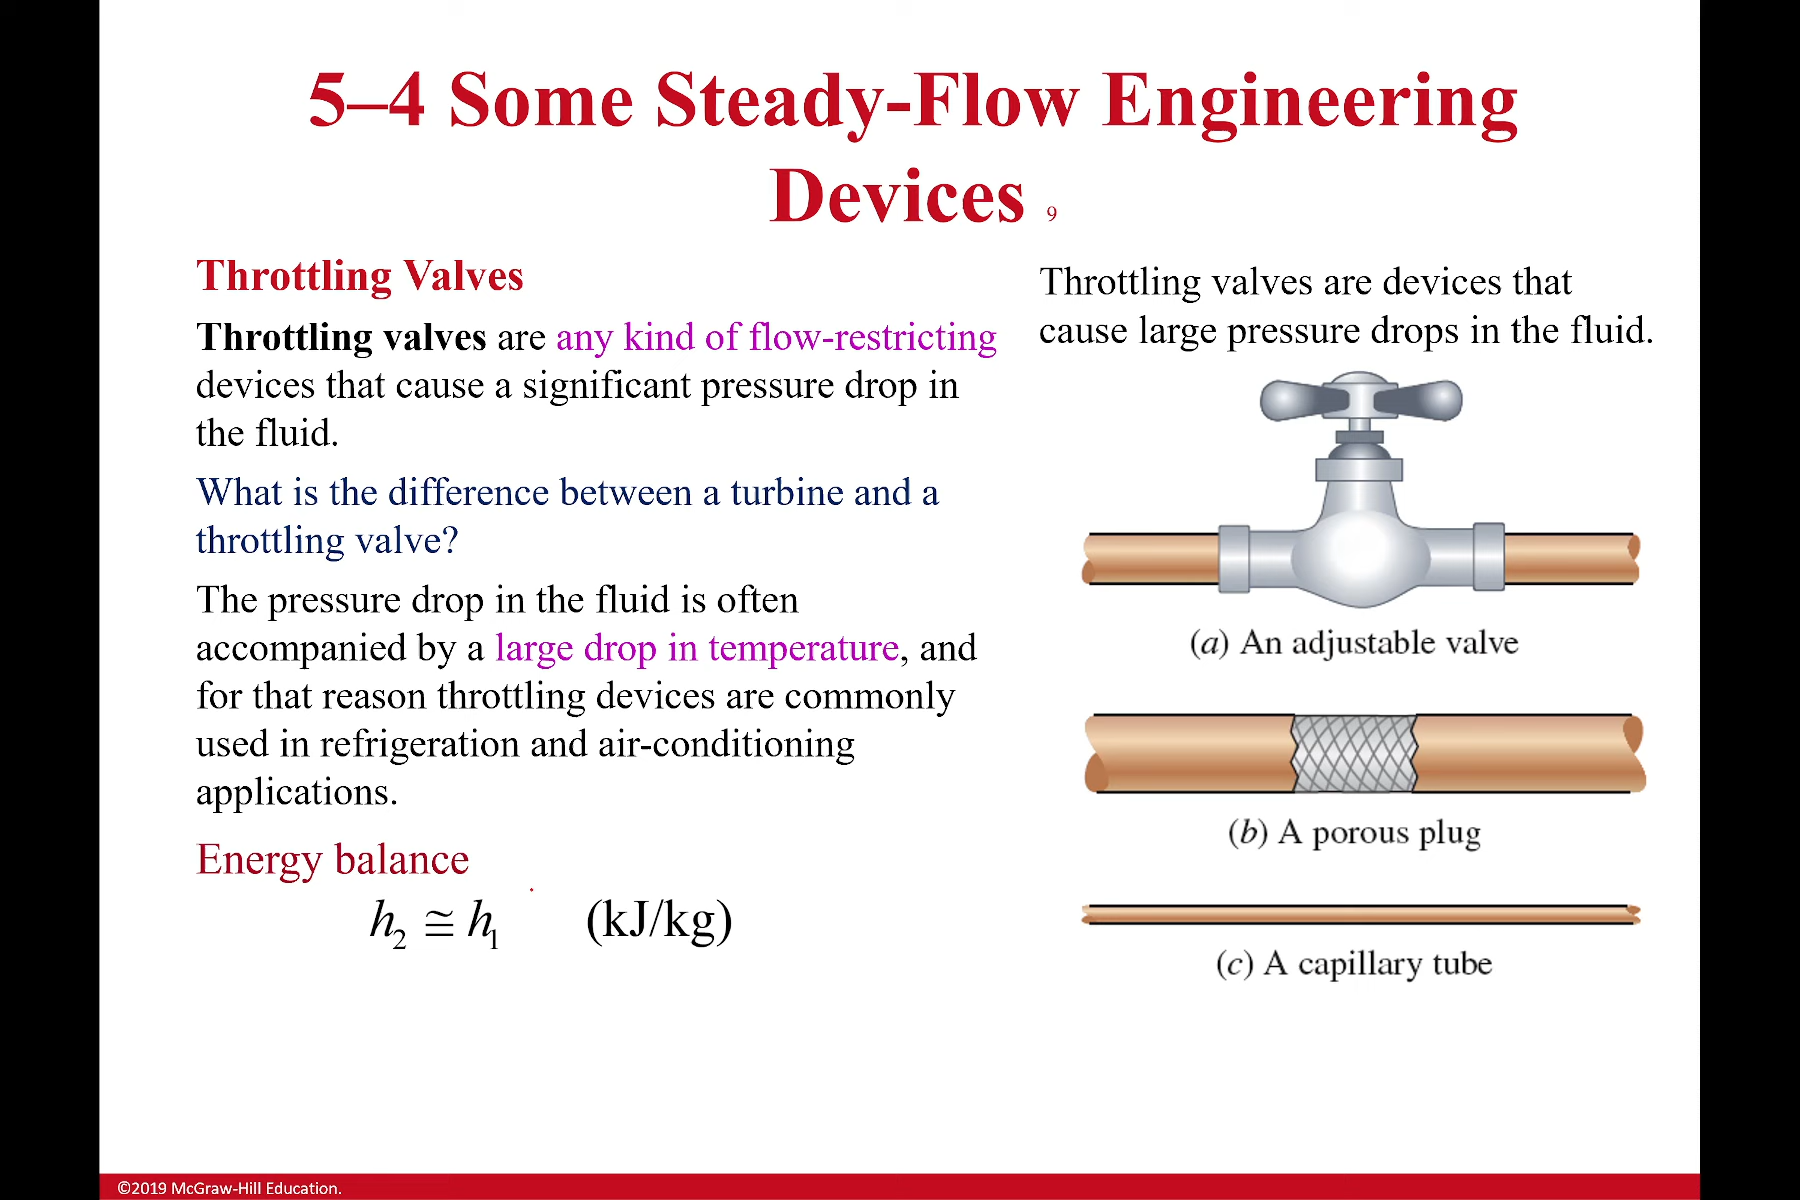 5–4 Some Steady-Flow Engineering
Devices 9
Throttling Valves
Throttling valves are any kind of flow-restricting
devices that cause a significant pressure drop in
the fluid.
What is the difference between a turbine and a
throttling valve?
The pressure drop in the fluid is often
accompanied by a large drop in temperature, and
for that reason throttling devices are commonly
used in refrigeration and air-conditioning
applications.
Energy balance
h₂ ≅ h₁ (kJ/kg)
Throttling valves are devices that
cause large pressure drops in the fluid.
(a) An adjustable valve
(b) A porous plug
(c) A capillary tube
©2019 McGraw-Hill Education.